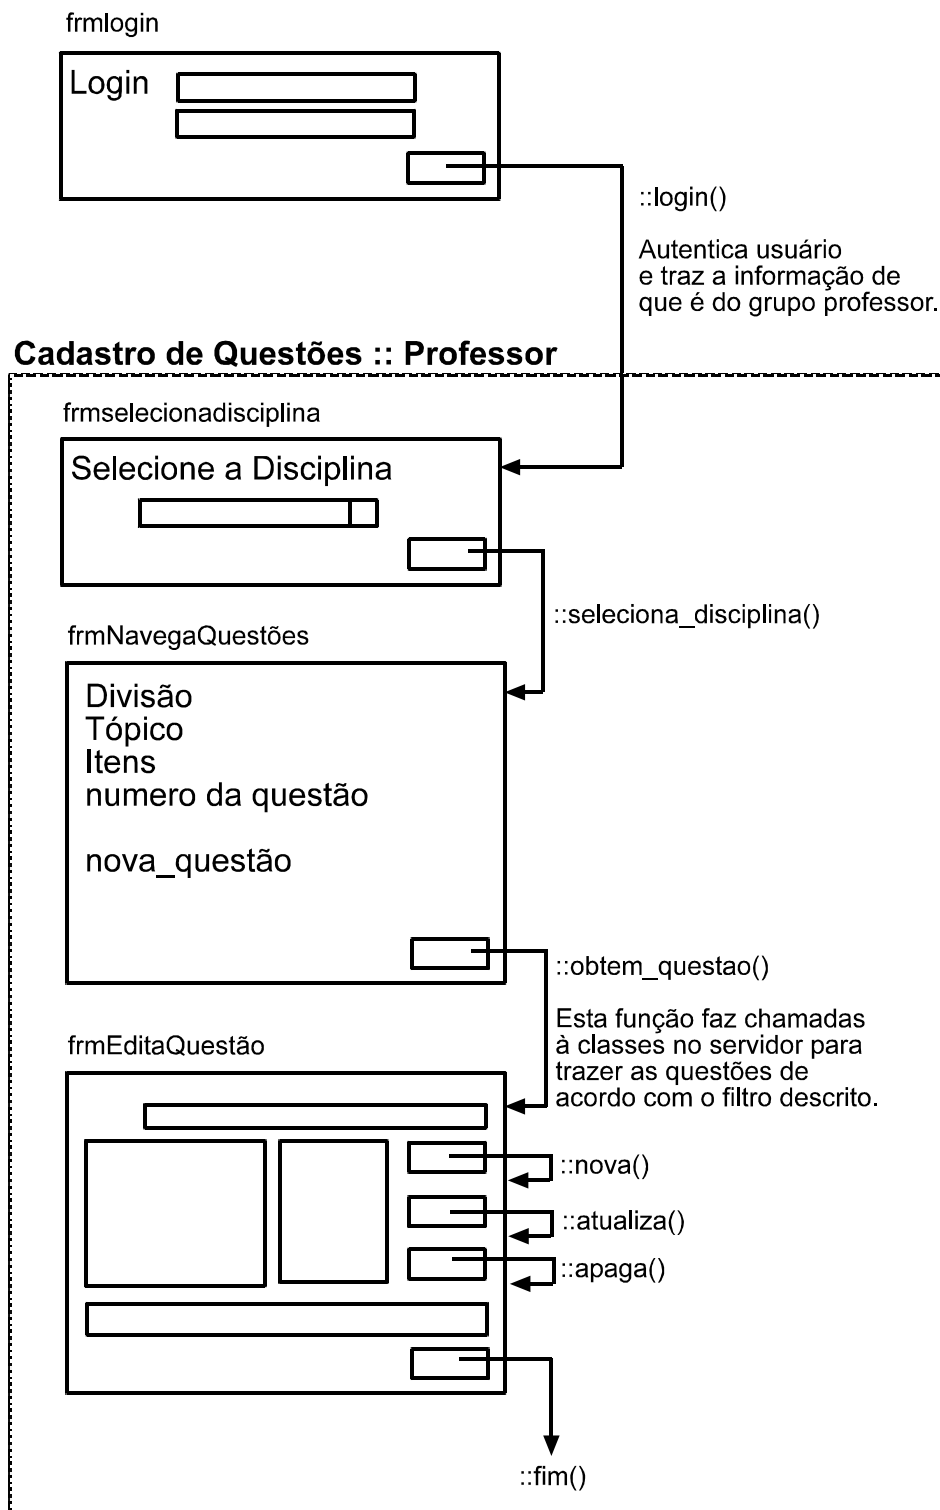 frmlogin
Login
::login()
Autentica usuário
e traz a informação de
que é do grupo professor.
Cadastro de Questões :: Professor
frmselecionadisciplina
Selecione a Disciplina
::seleciona_disciplina()
frmNavegaQuestões
Divisão
Tópico
Itens
numero da questão
nova_questão
::obtem_questao()
Esta função faz chamadas
à classes no servidor para
trazer as questões de
acordo com o filtro descrito.
frmEditaQuestão
::nova()
::atualiza()
::apaga()
::fim()